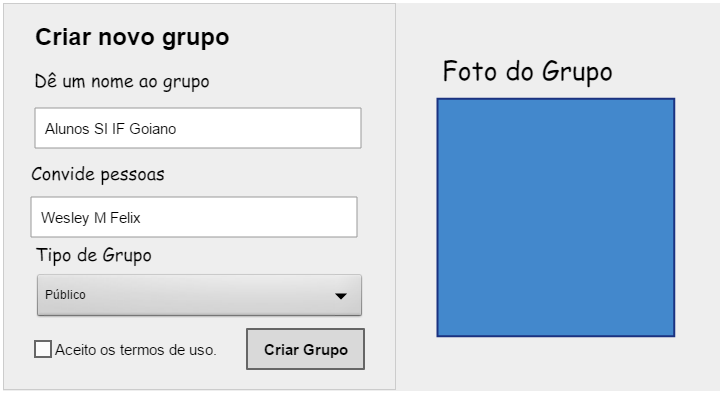 Criar novo grupo
Dê um nome ao grupo
Alunos SI IF Goiano
Convide pessoas
Wesley M Felix
Tipo de Grupo
Público
Aceito os termos de uso.
Criar Grupo
Foto do Grupo